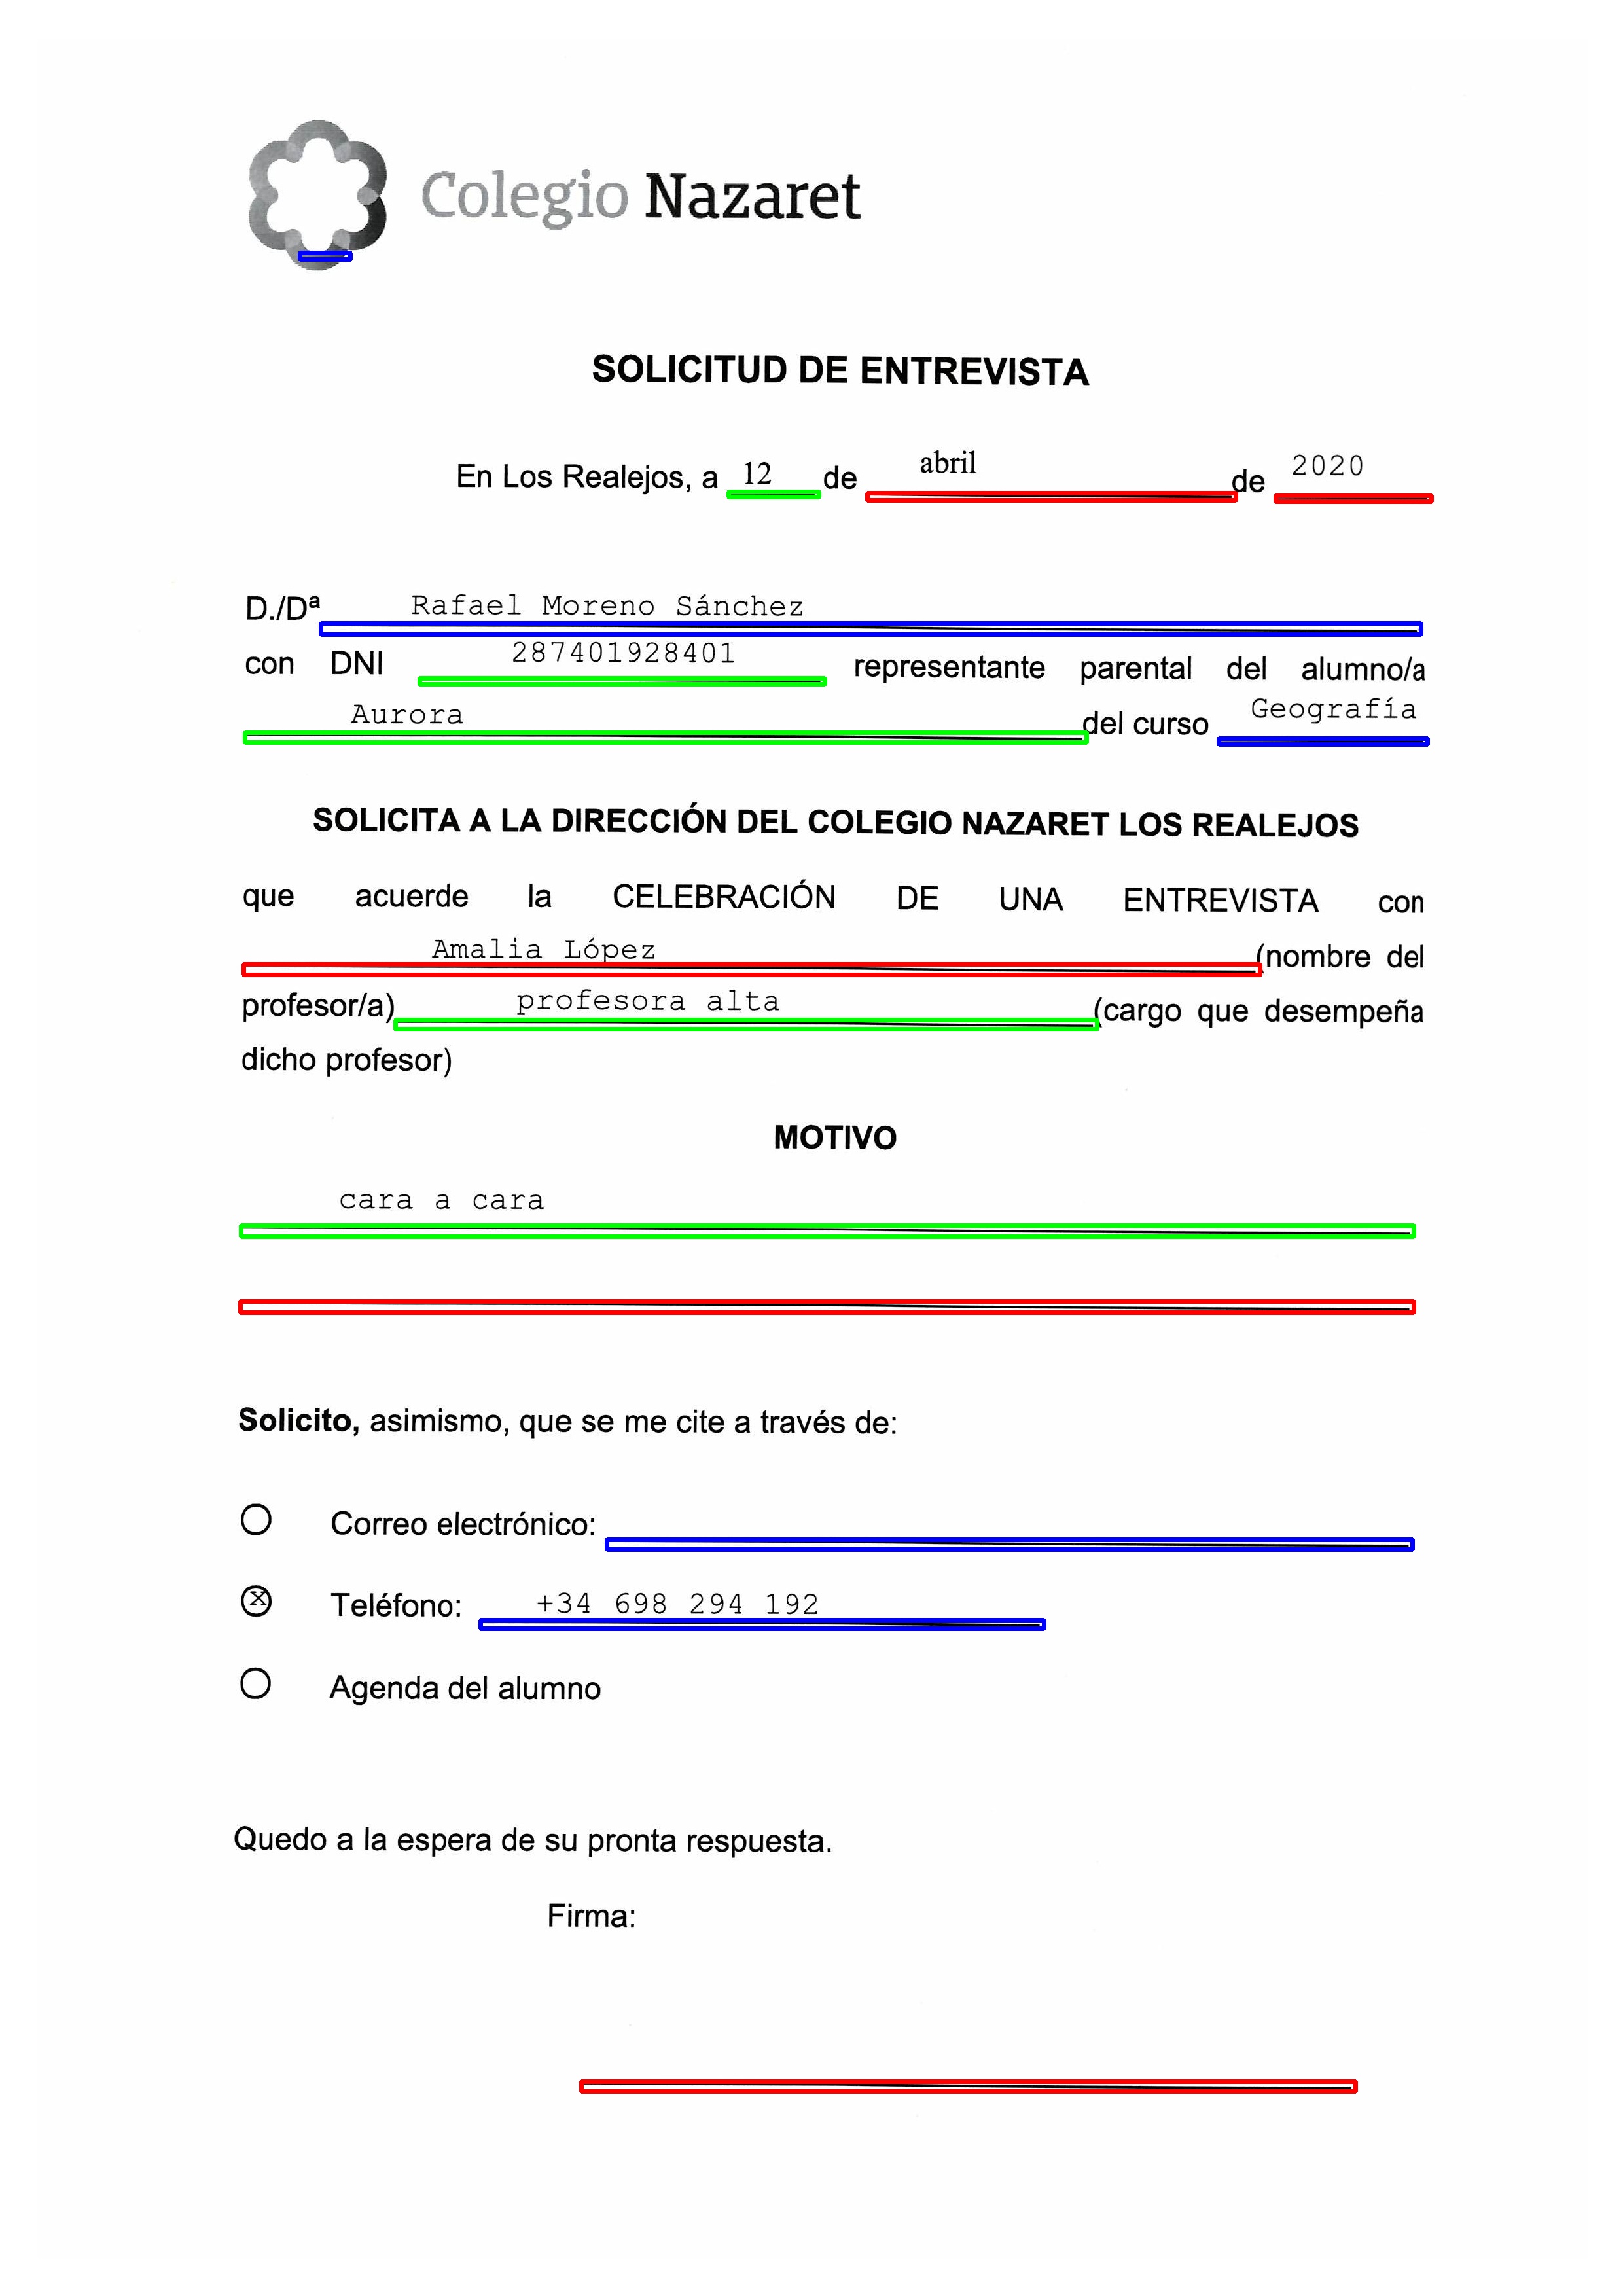 Colegio Nazaret
SOLICITUD DE ENTREVISTA
En Los Realejos, a 12 de abril de 2020
D./Dª Rafael Moreno Sánchez
con DNI 287401928401 representante parental del alumno/a
Aurora del curso Geografía
SOLICITA A LA DIRECCIÓN DEL COLEGIO NAZARET LOS REALEJOS
que acuerde la CELEBRACIÓN DE UNA ENTREVISTA con
Amalia López (nombre del
profesor/a) profesora alta (cargo que desempeña
dicho profesor)
MOTIVO
cara a cara
Solicito, asimismo, que se me cite a través de:
Correo electrónico:
x Teléfono: +34 698 294 192
Agenda del alumno
Quedo a la espera de su pronta respuesta.
Firma: